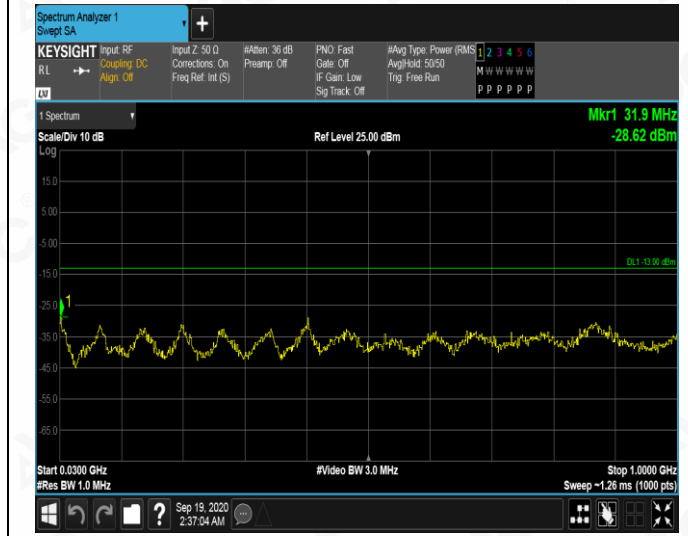 Spectrum Analyzer 1
Swept SA
KEYSIGHT
RL
LXI
Input: RF
Coupling: DC
Align: Off
Input Z: 50 Ω
Corrections: On
Freq Ref: Int (S)
#Atten: 36 dB
Preamp: Off
PNO: Fast
Gate: Off
IF Gain: Low
Sig Track: Off
#Avg Type: Power (RMS
Avg|Hold: 50/50
Trig: Free Run
1 2 3 4 5 6
M W W W W W
P P P P P P
1 Spectrum
Scale/Div 10 dB
Ref Level 25.00 dBm
Mkr1 31.9 MHz
-28.62 dBm
Log
15.0
5.00
-5.00
DL1 -13.00 dBm
-15.0
-25.0
1
-35.0
-45.0
-55.0
-65.0
Start 0.0300 GHz
#Video BW 3.0 MHz
Stop 1.0000 GHz
#Res BW 1.0 MHz
Sweep ~1.26 ms (1000 pts)
?
Sep 19, 2020
2:37:04 AM